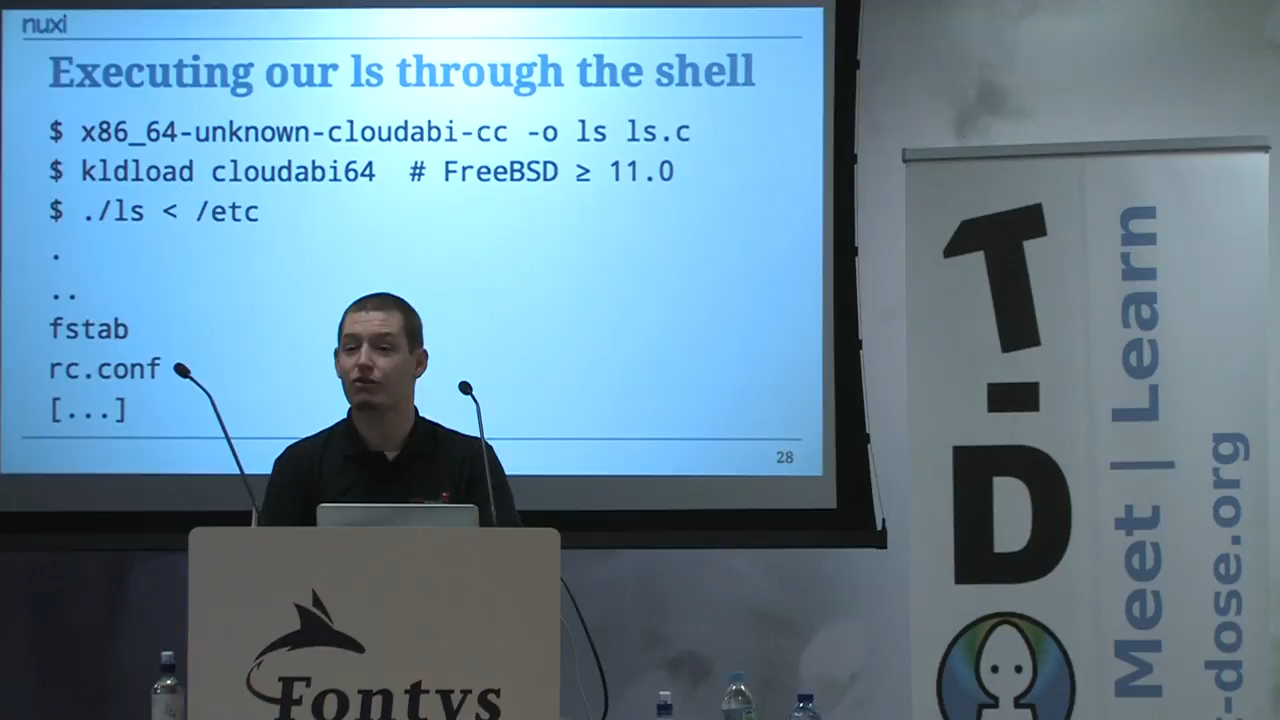 nuxi
Executing our ls through the shell
$ x86_64-unknown-cloudabi-cc -o ls ls.c
$ kldload cloudabi64  # FreeBSD ≥ 11.0
$ ./ls < /etc
.
..
fstab
rc.conf
[...]
28
Fontys
T-DO
Meet | Learn
-dose.org